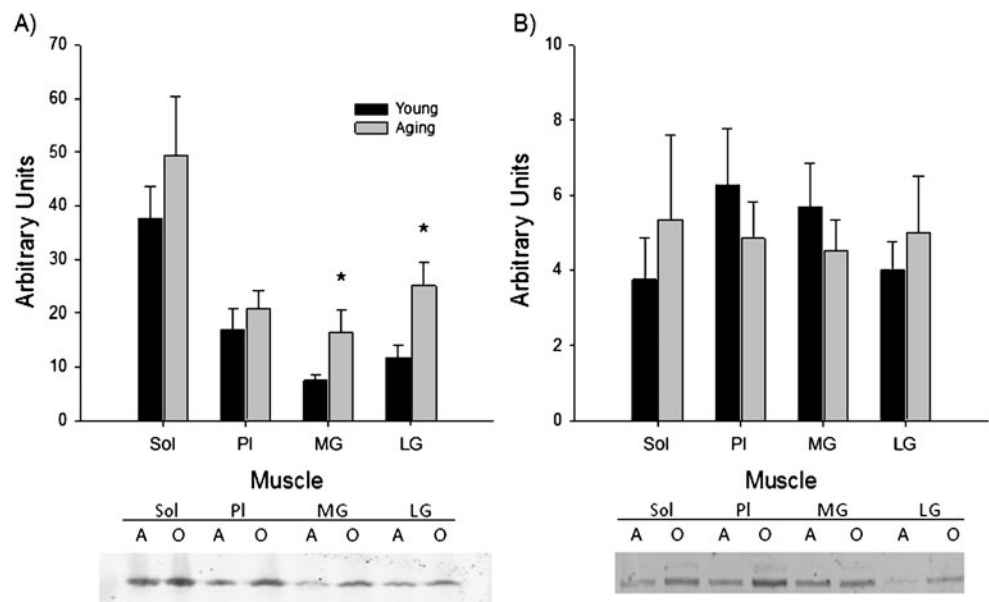 A)
70
60
50
40
30
20
10
0
Arbitrary Units
Young
Aging
*
*
Sol Pl MG LG
Muscle
Sol Pl MG LG
A O A O A O A O
B)
10
8
6
4
2
0
Arbitrary Units
Sol Pl MG LG
Muscle
Sol Pl MG LG
A O A O A O A O